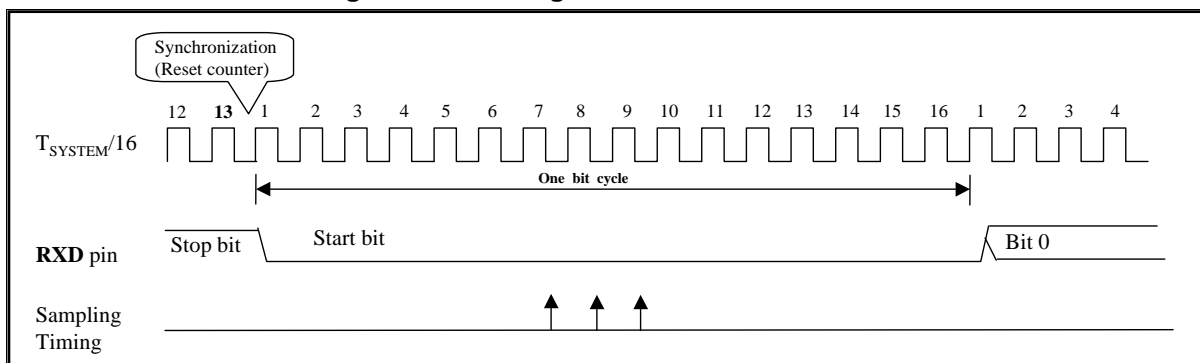 Synchronization
(Reset counter)
12 13 1 2 3 4 5 6 7 8 9 10 11 12 13 14 15 16 1 2 3 4
T_SYSTEM/16
One bit cycle
Stop bit Start bit Bit 0
RXD pin
Sampling
Timing